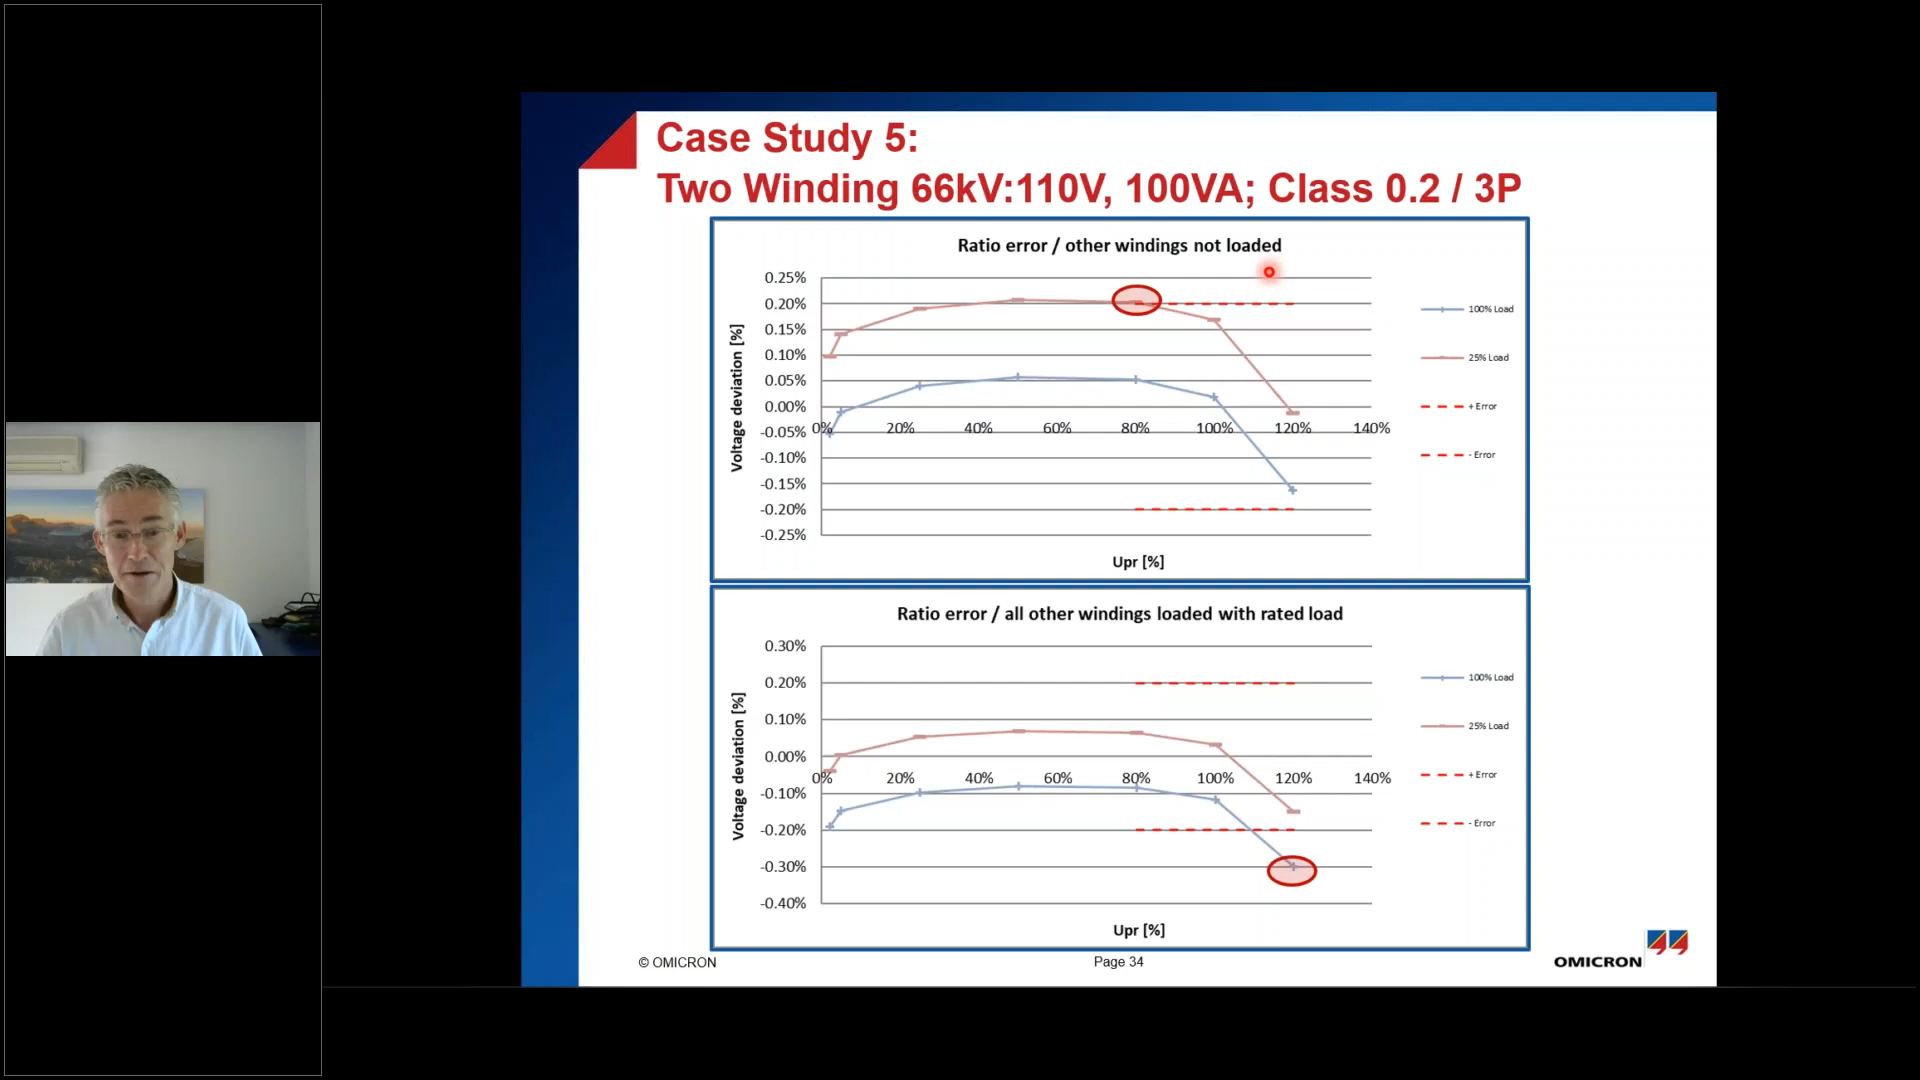 Case Study 5:
Two Winding 66kV:110V, 100VA; Class 0.2 / 3P
Ratio error / other windings not loaded
Voltage deviation [%]
0.25%
0.20%
0.15%
0.10%
0.05%
0.00%
-0.05%
-0.10%
-0.15%
-0.20%
-0.25%
0% 20% 40% 60% 80% 100% 120% 140%
Upr [%]
100% Load
25% Load
+ Error
- Error
Ratio error / all other windings loaded with rated load
Voltage deviation [%]
0.30%
0.20%
0.10%
0.00%
-0.10%
-0.20%
-0.30%
-0.40%
0% 20% 40% 60% 80% 100% 120% 140%
Upr [%]
100% Load
25% Load
+ Error
- Error
© OMICRON
Page 34
OMICRON